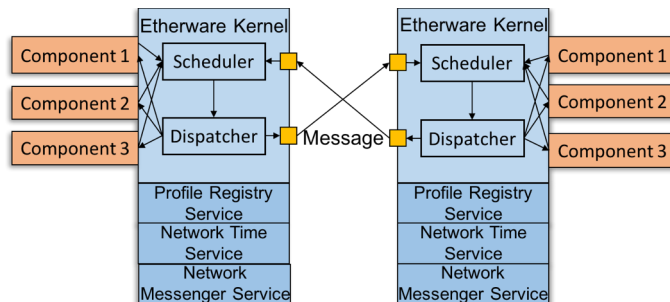 Etherware Kernel
Component 1
Component 2
Component 3
Scheduler
Dispatcher
Profile Registry
Service
Network Time
Service
Network
Messenger Service
Message
Etherware Kernel
Scheduler
Dispatcher
Component 1
Component 2
Component 3
Profile Registry
Service
Network Time
Service
Network
Messenger Service